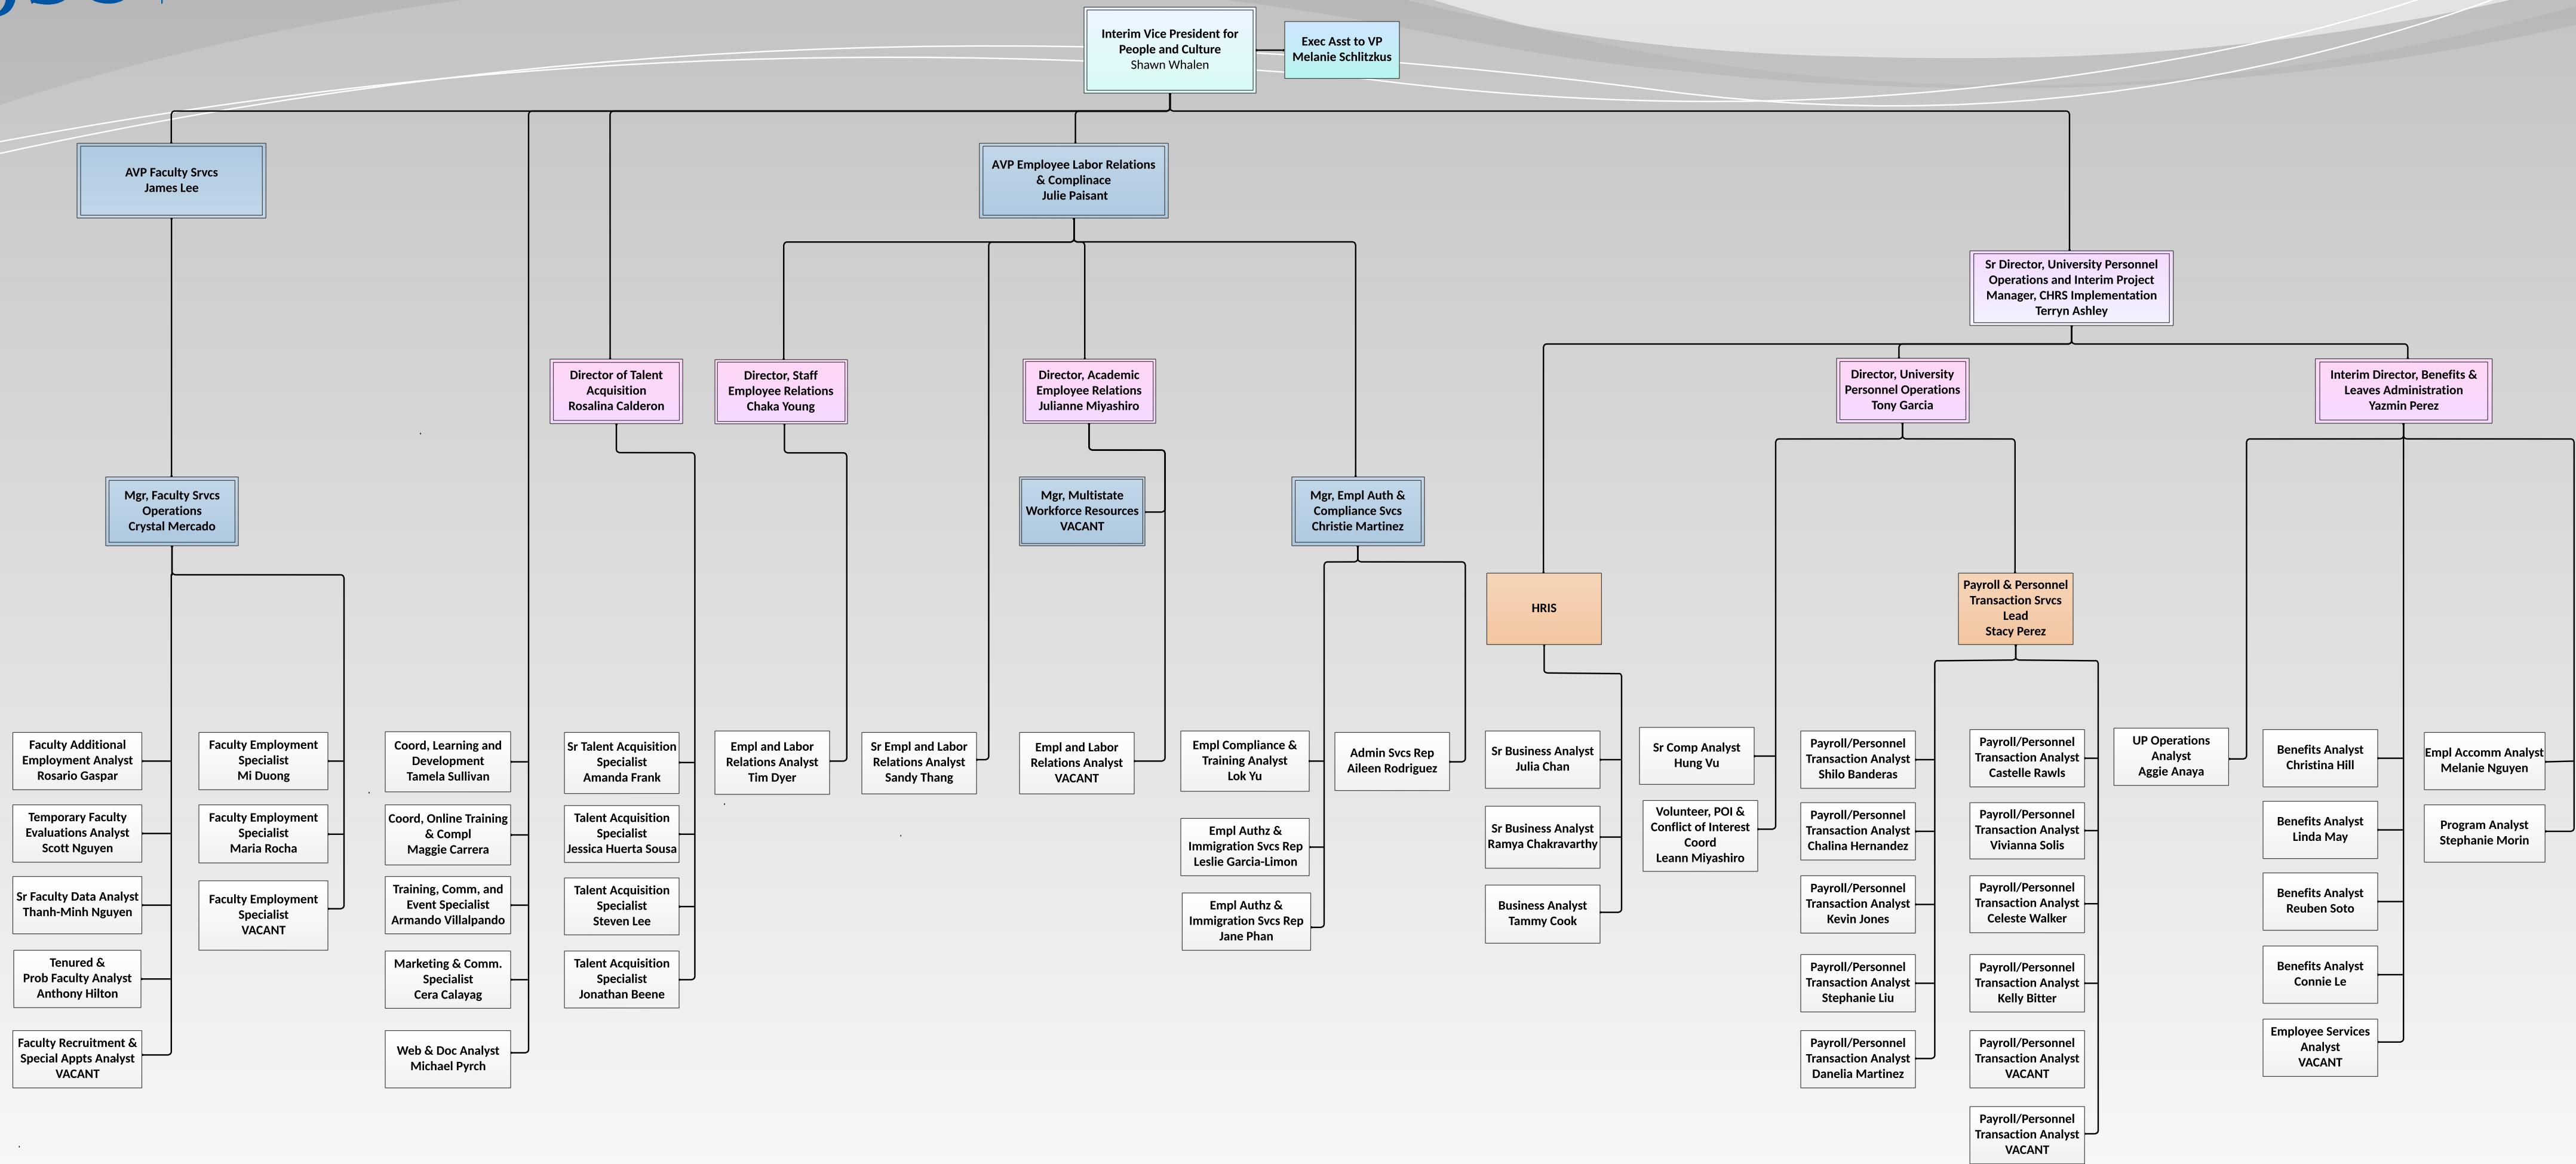 Interim Vice President for
People and Culture
Shawn Whalen
Exec Asst to VP
Melanie Schlitzkus
AVP Faculty Srvcs
James Lee
AVP Employee Labor Relations
& Complinace
Julie Paisant
Sr Director, University Personnel
Operations and Interim Project
Manager, CHRS Implementation
Terryn Ashley
Director of Talent
Acquisition
Rosalina Calderon
Director, Staff
Employee Relations
Chaka Young
Director, Academic
Employee Relations
Julianne Miyashiro
Director, University
Personnel Operations
Tony Garcia
Interim Director, Benefits &
Leaves Administration
Yazmin Perez
Mgr, Faculty Srvcs
Operations
Crystal Mercado
Mgr, Multistate
Workforce Resources
VACANT
Mgr, Empl Auth &
Compliance Svcs
Christie Martinez
HRIS
Payroll & Personnel
Transaction Srvcs
Lead
Stacy Perez
Faculty Additional
Employment Analyst
Rosario Gaspar
Temporary Faculty
Evaluations Analyst
Scott Nguyen
Sr Faculty Data Analyst
Thanh-Minh Nguyen
Tenured &
Prob Faculty Analyst
Anthony Hilton
Faculty Recruitment &
Special Appts Analyst
VACANT
Faculty Employment
Specialist
Mi Duong
Faculty Employment
Specialist
Maria Rocha
Faculty Employment
Specialist
VACANT
Coord, Learning and
Development
Tamela Sullivan
Coord, Online Training
& Compl
Maggie Carrera
Training, Comm, and
Event Specialist
Armando Villalpando
Marketing & Comm.
Specialist
Cera Calayag
Web & Doc Analyst
Michael Pyrch
Sr Talent Acquisition
Specialist
Amanda Frank
Talent Acquisition
Specialist
Jessica Huerta Sousa
Talent Acquisition
Specialist
Steven Lee
Talent Acquisition
Specialist
Jonathan Beene
Empl and Labor
Relations Analyst
Tim Dyer
Sr Empl and Labor
Relations Analyst
Sandy Thang
Empl and Labor
Relations Analyst
VACANT
Empl Compliance &
Training Analyst
Lok Yu
Empl Authz &
Immigration Svcs Rep
Leslie Garcia-Limon
Empl Authz &
Immigration Svcs Rep
Jane Phan
Admin Svcs Rep
Aileen Rodriguez
Sr Business Analyst
Julia Chan
Sr Business Analyst
Ramya Chakravarthy
Business Analyst
Tammy Cook
Sr Comp Analyst
Hung Vu
Volunteer, POI &
Conflict of Interest
Coord
Leann Miyashiro
Payroll/Personnel
Transaction Analyst
Shilo Banderas
Payroll/Personnel
Transaction Analyst
Chalina Hernandez
Payroll/Personnel
Transaction Analyst
Kevin Jones
Payroll/Personnel
Transaction Analyst
Stephanie Liu
Payroll/Personnel
Transaction Analyst
Danelia Martinez
Payroll/Personnel
Transaction Analyst
Castelle Rawls
Payroll/Personnel
Transaction Analyst
Vivianna Solis
Payroll/Personnel
Transaction Analyst
Celeste Walker
Payroll/Personnel
Transaction Analyst
Kelly Bitter
Payroll/Personnel
Transaction Analyst
VACANT
Payroll/Personnel
Transaction Analyst
VACANT
UP Operations
Analyst
Aggie Anaya
Benefits Analyst
Christina Hill
Benefits Analyst
Linda May
Benefits Analyst
Reuben Soto
Benefits Analyst
Connie Le
Employee Services
Analyst
VACANT
Empl Accomm Analyst
Melanie Nguyen
Program Analyst
Stephanie Morin